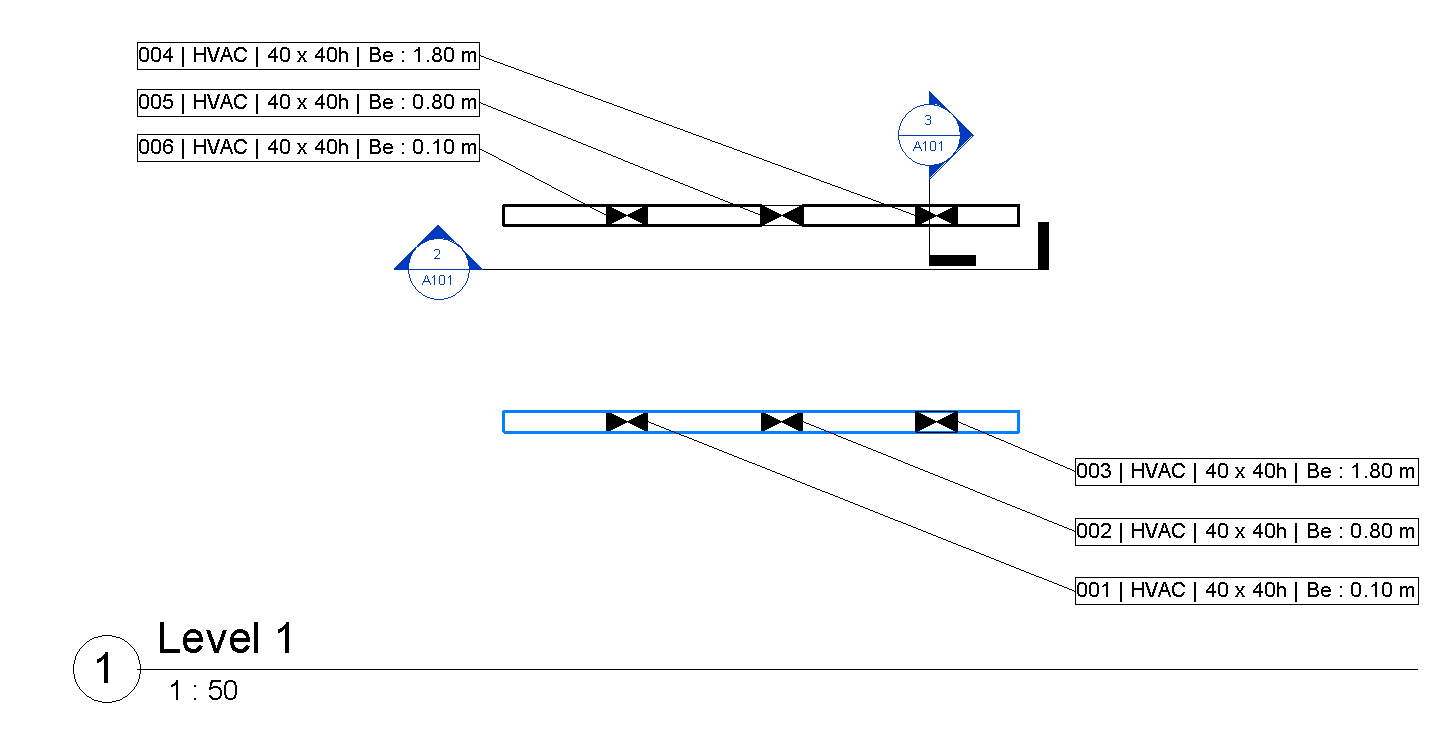 004 | HVAC | 40 x 40h | Be : 1.80 m
005 | HVAC | 40 x 40h | Be : 0.80 m
006 | HVAC | 40 x 40h | Be : 0.10 m
3
A101
2
A101
003 | HVAC | 40 x 40h | Be : 1.80 m
002 | HVAC | 40 x 40h | Be : 0.80 m
001 | HVAC | 40 x 40h | Be : 0.10 m
1
Level 1
1 : 50